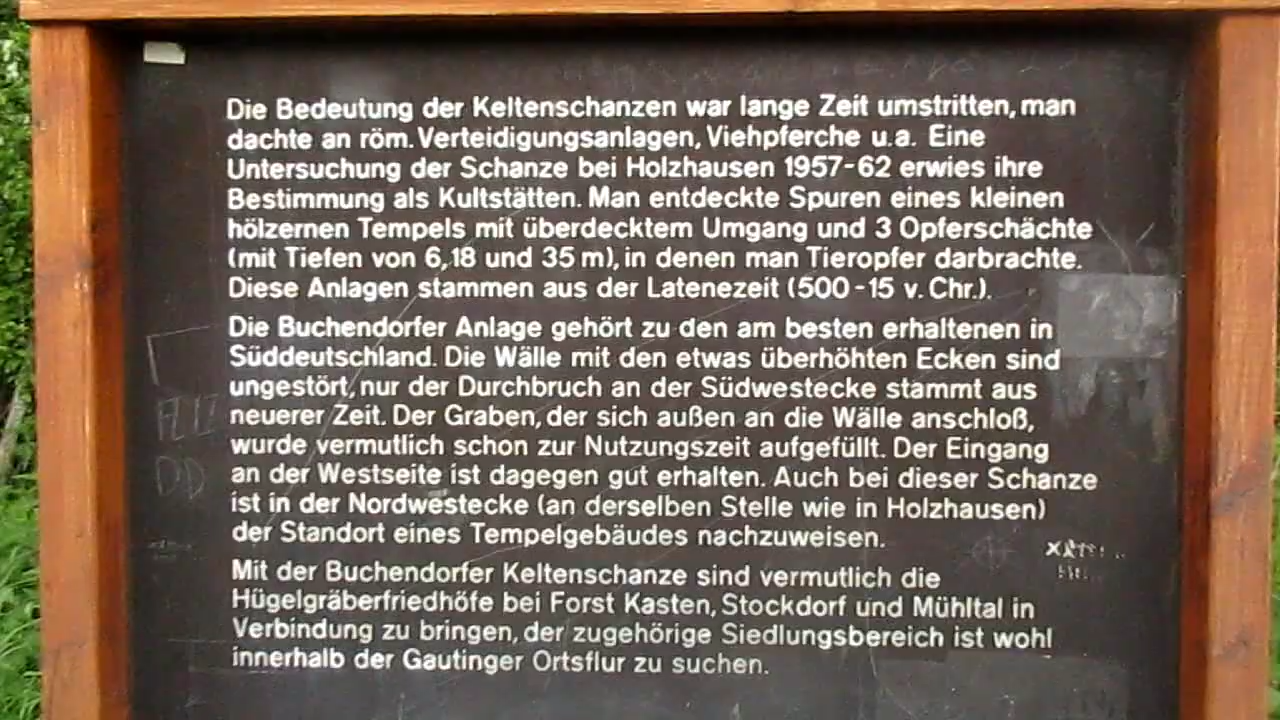 Die Bedeutung der Keltenschanzen war lange Zeit umstritten, man
dachte an röm. Verteidigungsanlagen, Viehpferche u.a. Eine
Untersuchung der Schanze bei Holzhausen 1957-62 erwies ihre
Bestimmung als Kultstätten. Man entdeckte Spuren eines kleinen
hölzernen Tempels mit überdecktem Umgang und 3 Opferschächte
(mit Tiefen von 6,18 und 35 m), in denen man Tieropfer darbrachte.
Diese Anlagen stammen aus der Latenezeit (500-15 v. Chr.).
Die Buchendorfer Anlage gehört zu den am besten erhaltenen in
Süddeutschland. Die Wälle mit den etwas überhöhten Ecken sind
ungestört, nur der Durchbruch an der Südwestecke stammt aus
neuerer Zeit. Der Graben, der sich außen an die Wälle anschloß,
wurde vermutlich schon zur Nutzungszeit aufgefüllt. Der Eingang
an der Westseite ist dagegen gut erhalten. Auch bei dieser Schanze
ist in der Nordwestecke (an derselben Stelle wie in Holzhausen)
der Standort eines Tempelgebäudes nachzuweisen.
Mit der Buchendorfer Keltenschanze sind vermutlich die
Hügelgräberfriedhöfe bei Forst Kasten, Stockdorf und Mühltal in
Verbindung zu bringen, der zugehörige Siedlungsbereich ist wohl
innerhalb der Gautinger Ortsflur zu suchen.